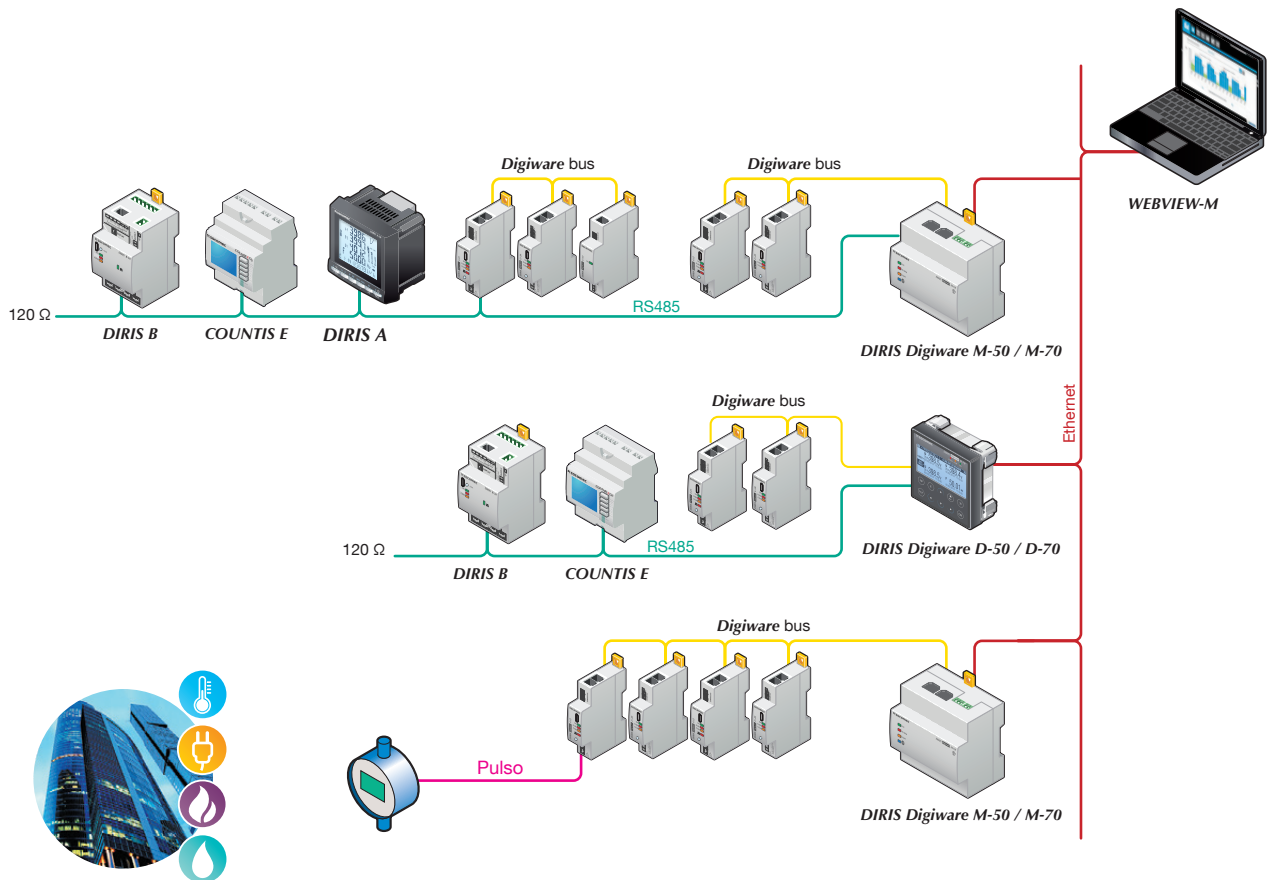 Digiware bus
Digiware bus
WEBVIEW-M
120 Ω
RS485
DIRIS B
COUNTIS E
DIRIS A
DIRIS Digiware M-50 / M-70
Ethernet
Digiware bus
120 Ω
RS485
DIRIS B
COUNTIS E
DIRIS Digiware D-50 / D-70
Digiware bus
Pulso
DIRIS Digiware M-50 / M-70